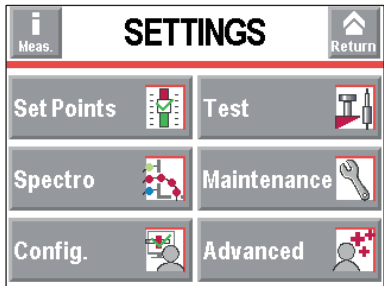 i
Meas.
SETTINGS
Return
Set Points
Test
Spectro
Maintenance
Config.
Advanced